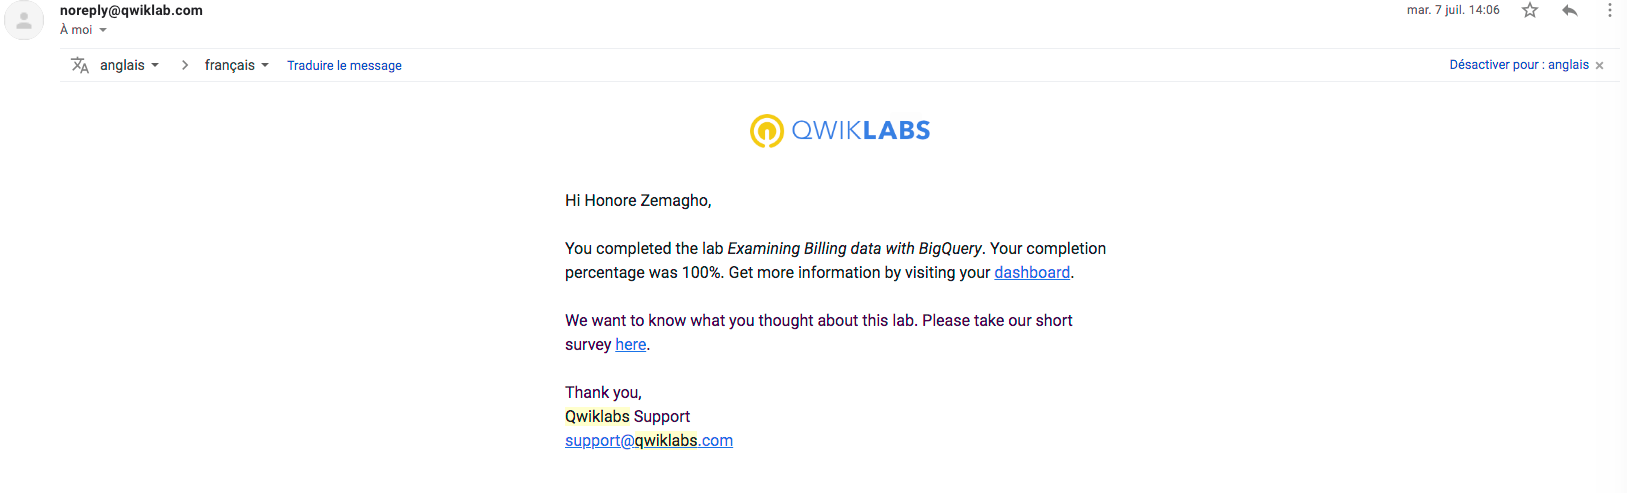 noreply@qwiklab.com
mar. 7 juil. 14:06
À moi
anglais
français
Traduire le message
Désactiver pour : anglais
QWIKLABS
Hi Honore Zemagho,
You completed the lab Examining Billing data with BigQuery. Your completion
percentage was 100%. Get more information by visiting your dashboard.
We want to know what you thought about this lab. Please take our short
survey here.
Thank you,
Qwiklabs Support
support@qwiklabs.com